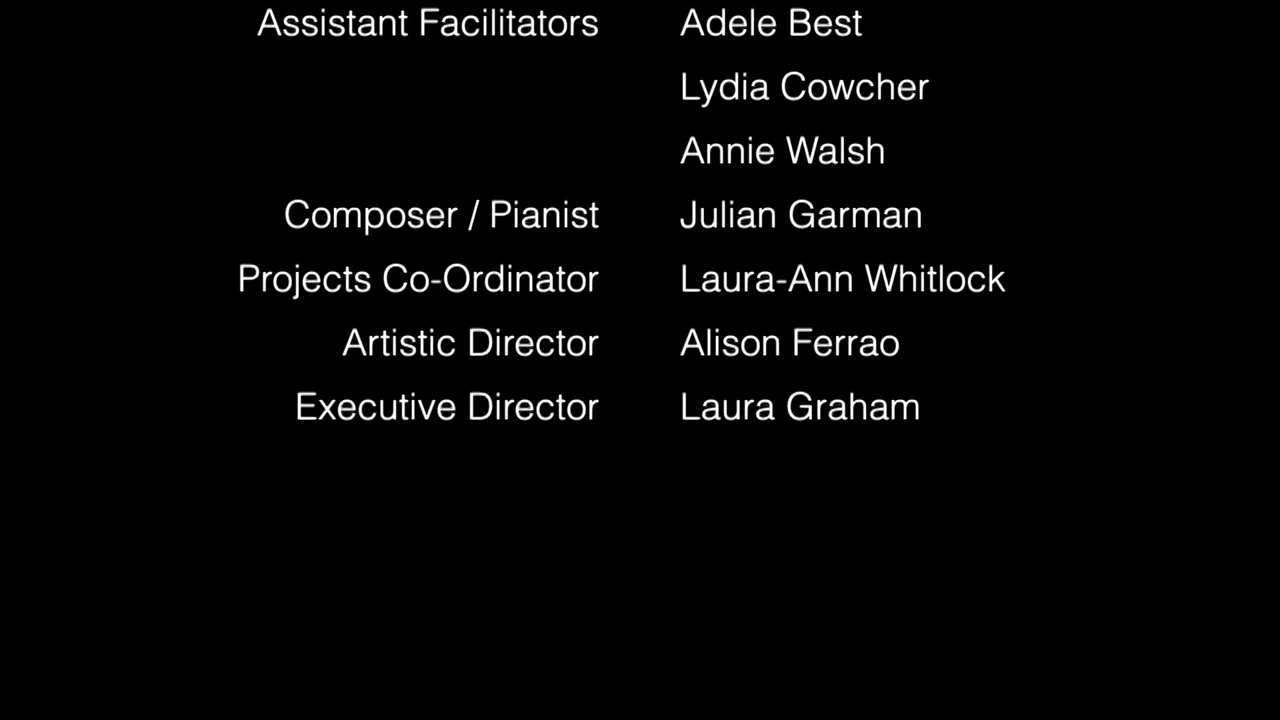 Assistant Facilitators Adele Best
Lydia Cowcher
Annie Walsh
Composer / Pianist Julian Garman
Projects Co-Ordinator Laura-Ann Whitlock
Artistic Director Alison Ferrao
Executive Director Laura Graham